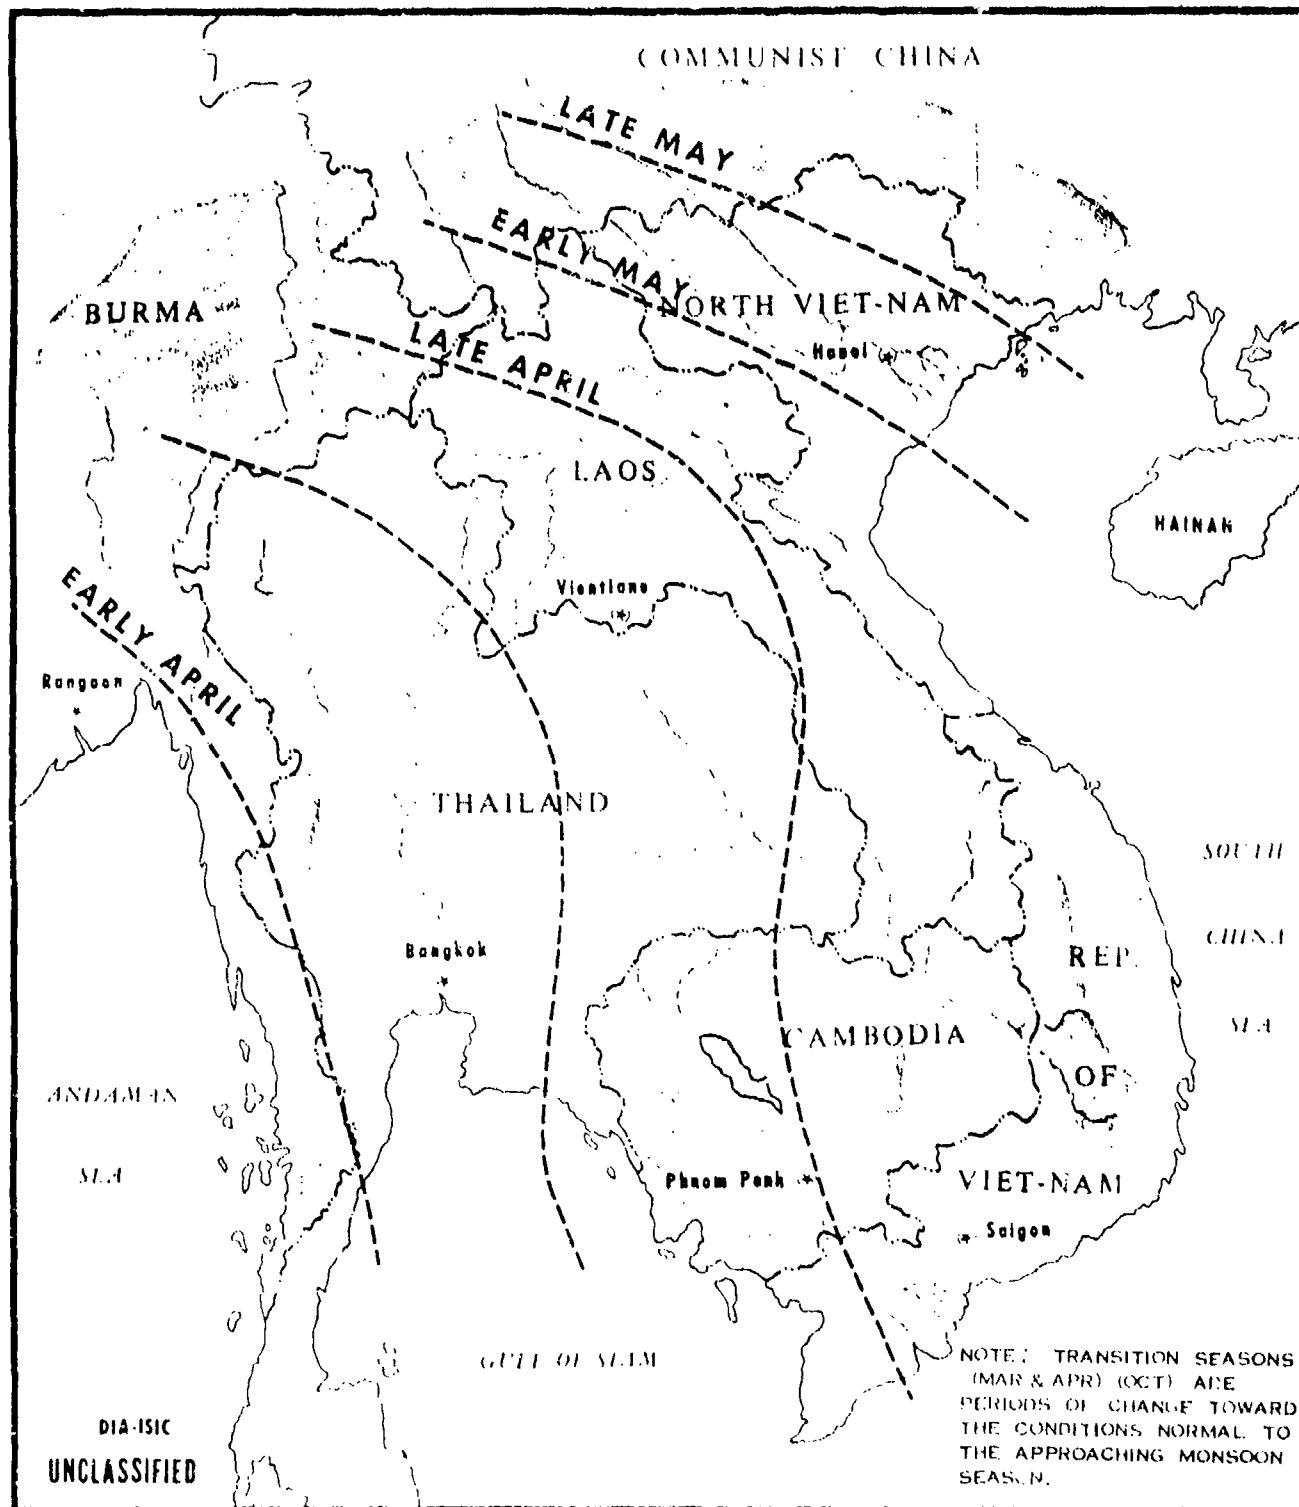 COMMUNIST CHINA
LATE MAY
EARLY MAY
BURMA
NORTH VIET-NAM
LATE APRIL
Hanoi
LAOS
HAINAN
EARLY APRIL
Vientiane
Rangoon
THAILAND
SOUTH
CHINA
SEA
Bangkok
REP.
CAMBODIA
OF
ANDAMAN
SEA
Phnom Penh
VIET-NAM
Saigon
GULF OF SIAM
NOTE: TRANSITION SEASONS
(MAR & APR) (OCT) ARE
PERIODS OF CHANGE TOWARD
THE CONDITIONS NORMAL TO
THE APPROACHING MONSOON
SEASON.
DIA-ISIC
UNCLASSIFIED